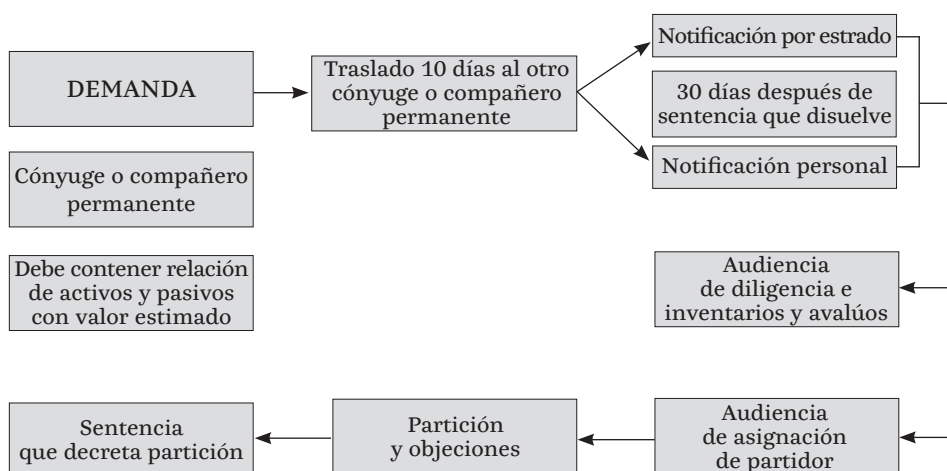 DEMANDA
Traslado 10 días al otro
cónyuge o compañero
permanente
Notificación por estrado
30 días después de
sentencia que disuelve
Notificación personal
Cónyuge o compañero
permanente
Debe contener relación
de activos y pasivos
con valor estimado
Audiencia
de diligencia e
inventarios y avalúos
Audiencia
de asignación
de partidor
Partición
y objeciones
Sentencia
que decreta partición